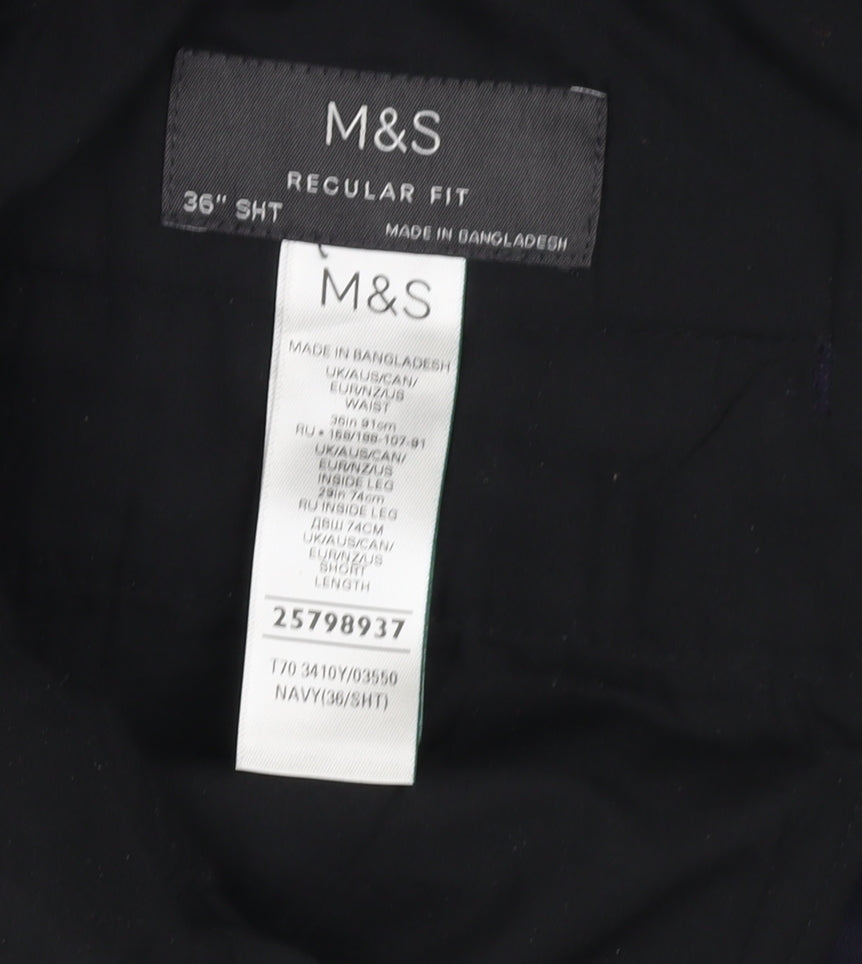 M&S
REGULAR FIT
36" SHT
MADE IN BANGLADESH
M&S
MADE IN BANGLADESH
UK/AUS/CAN/
EUR/NZ/US
WAIST
36in 91cm
RU • 158/188-107-91
UK/AUS/CAN/
EUR/NZ/US
INSIDE LEG
29in 74cm
RU INSIDE LEG
ДВШ 74CM
UK/AUS/CAN/
EUR/NZ/US
SHORT
LENGTH
25798937
T70 3410Y/03550
NAVY(36/SHT)